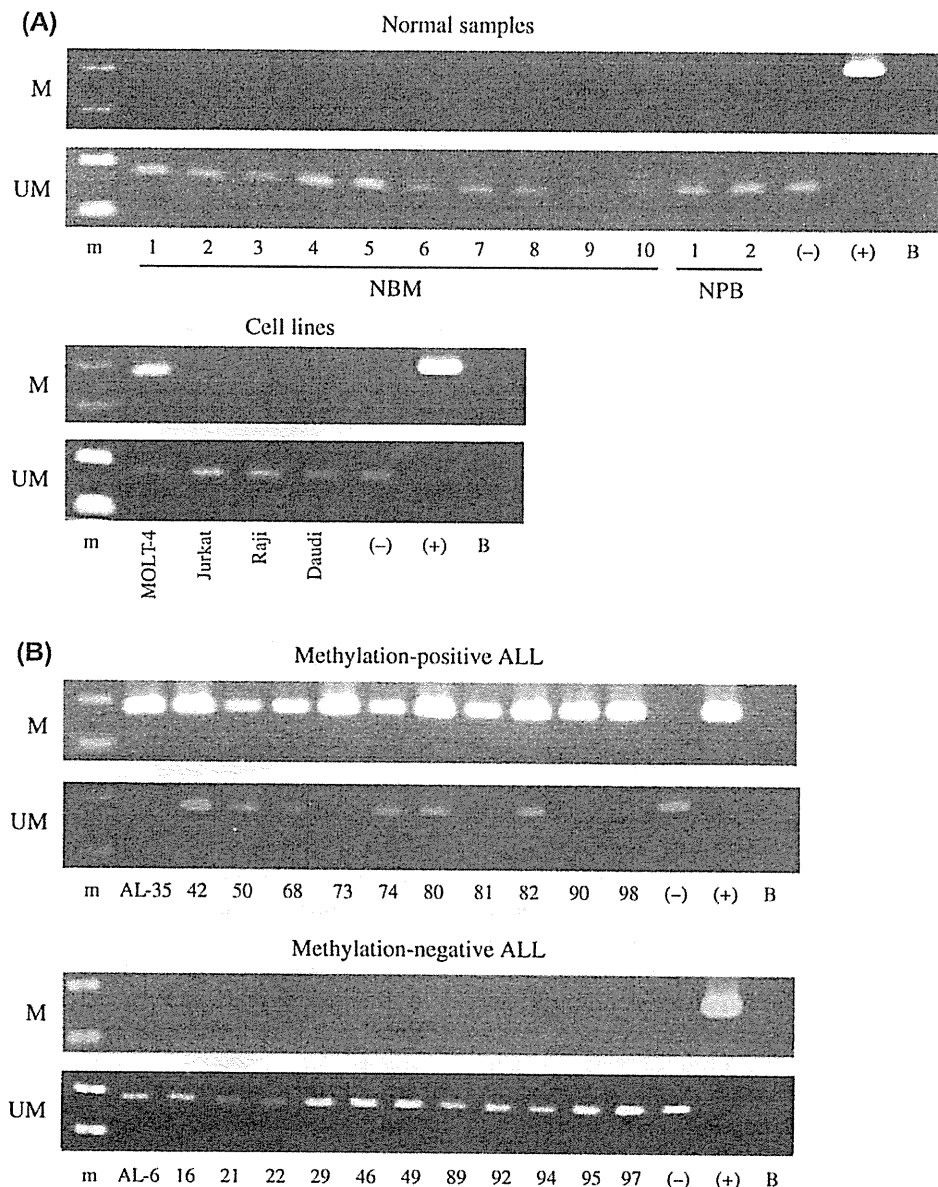 (A)
Normal samples
M
UM
m 1 2 3 4 5 6 7 8 9 10 1 2 (–) (+) B
NBM NPB
Cell lines
M
UM
m MOLT-4 Jurkat Raji Daudi (–) (+) B
(B)
Methylation-positive ALL
M
UM
m AL-35 42 50 68 73 74 80 81 82 90 98 (–) (+) B
Methylation-negative ALL
M
UM
m AL-6 16 21 22 29 46 49 89 92 94 95 97 (–) (+) B